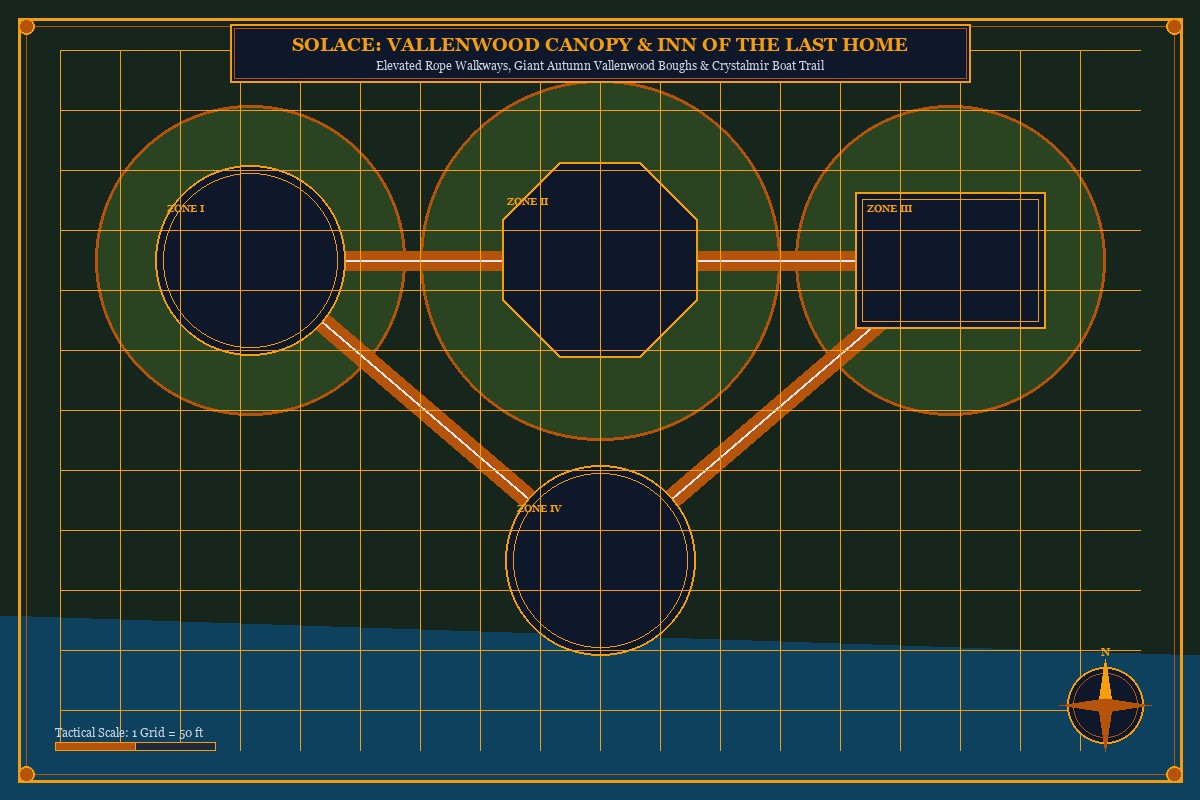 SOLACE: VALLENWOOD CANOPY & INN OF THE LAST HOME
Elevated Rope Walkways, Giant Autumn Vallenwood Boughs & Crystalmir Boat Trail
ZONE I
ZONE II
ZONE III
ZONE IV
N
Tactical Scale: 1 Grid = 50 ft